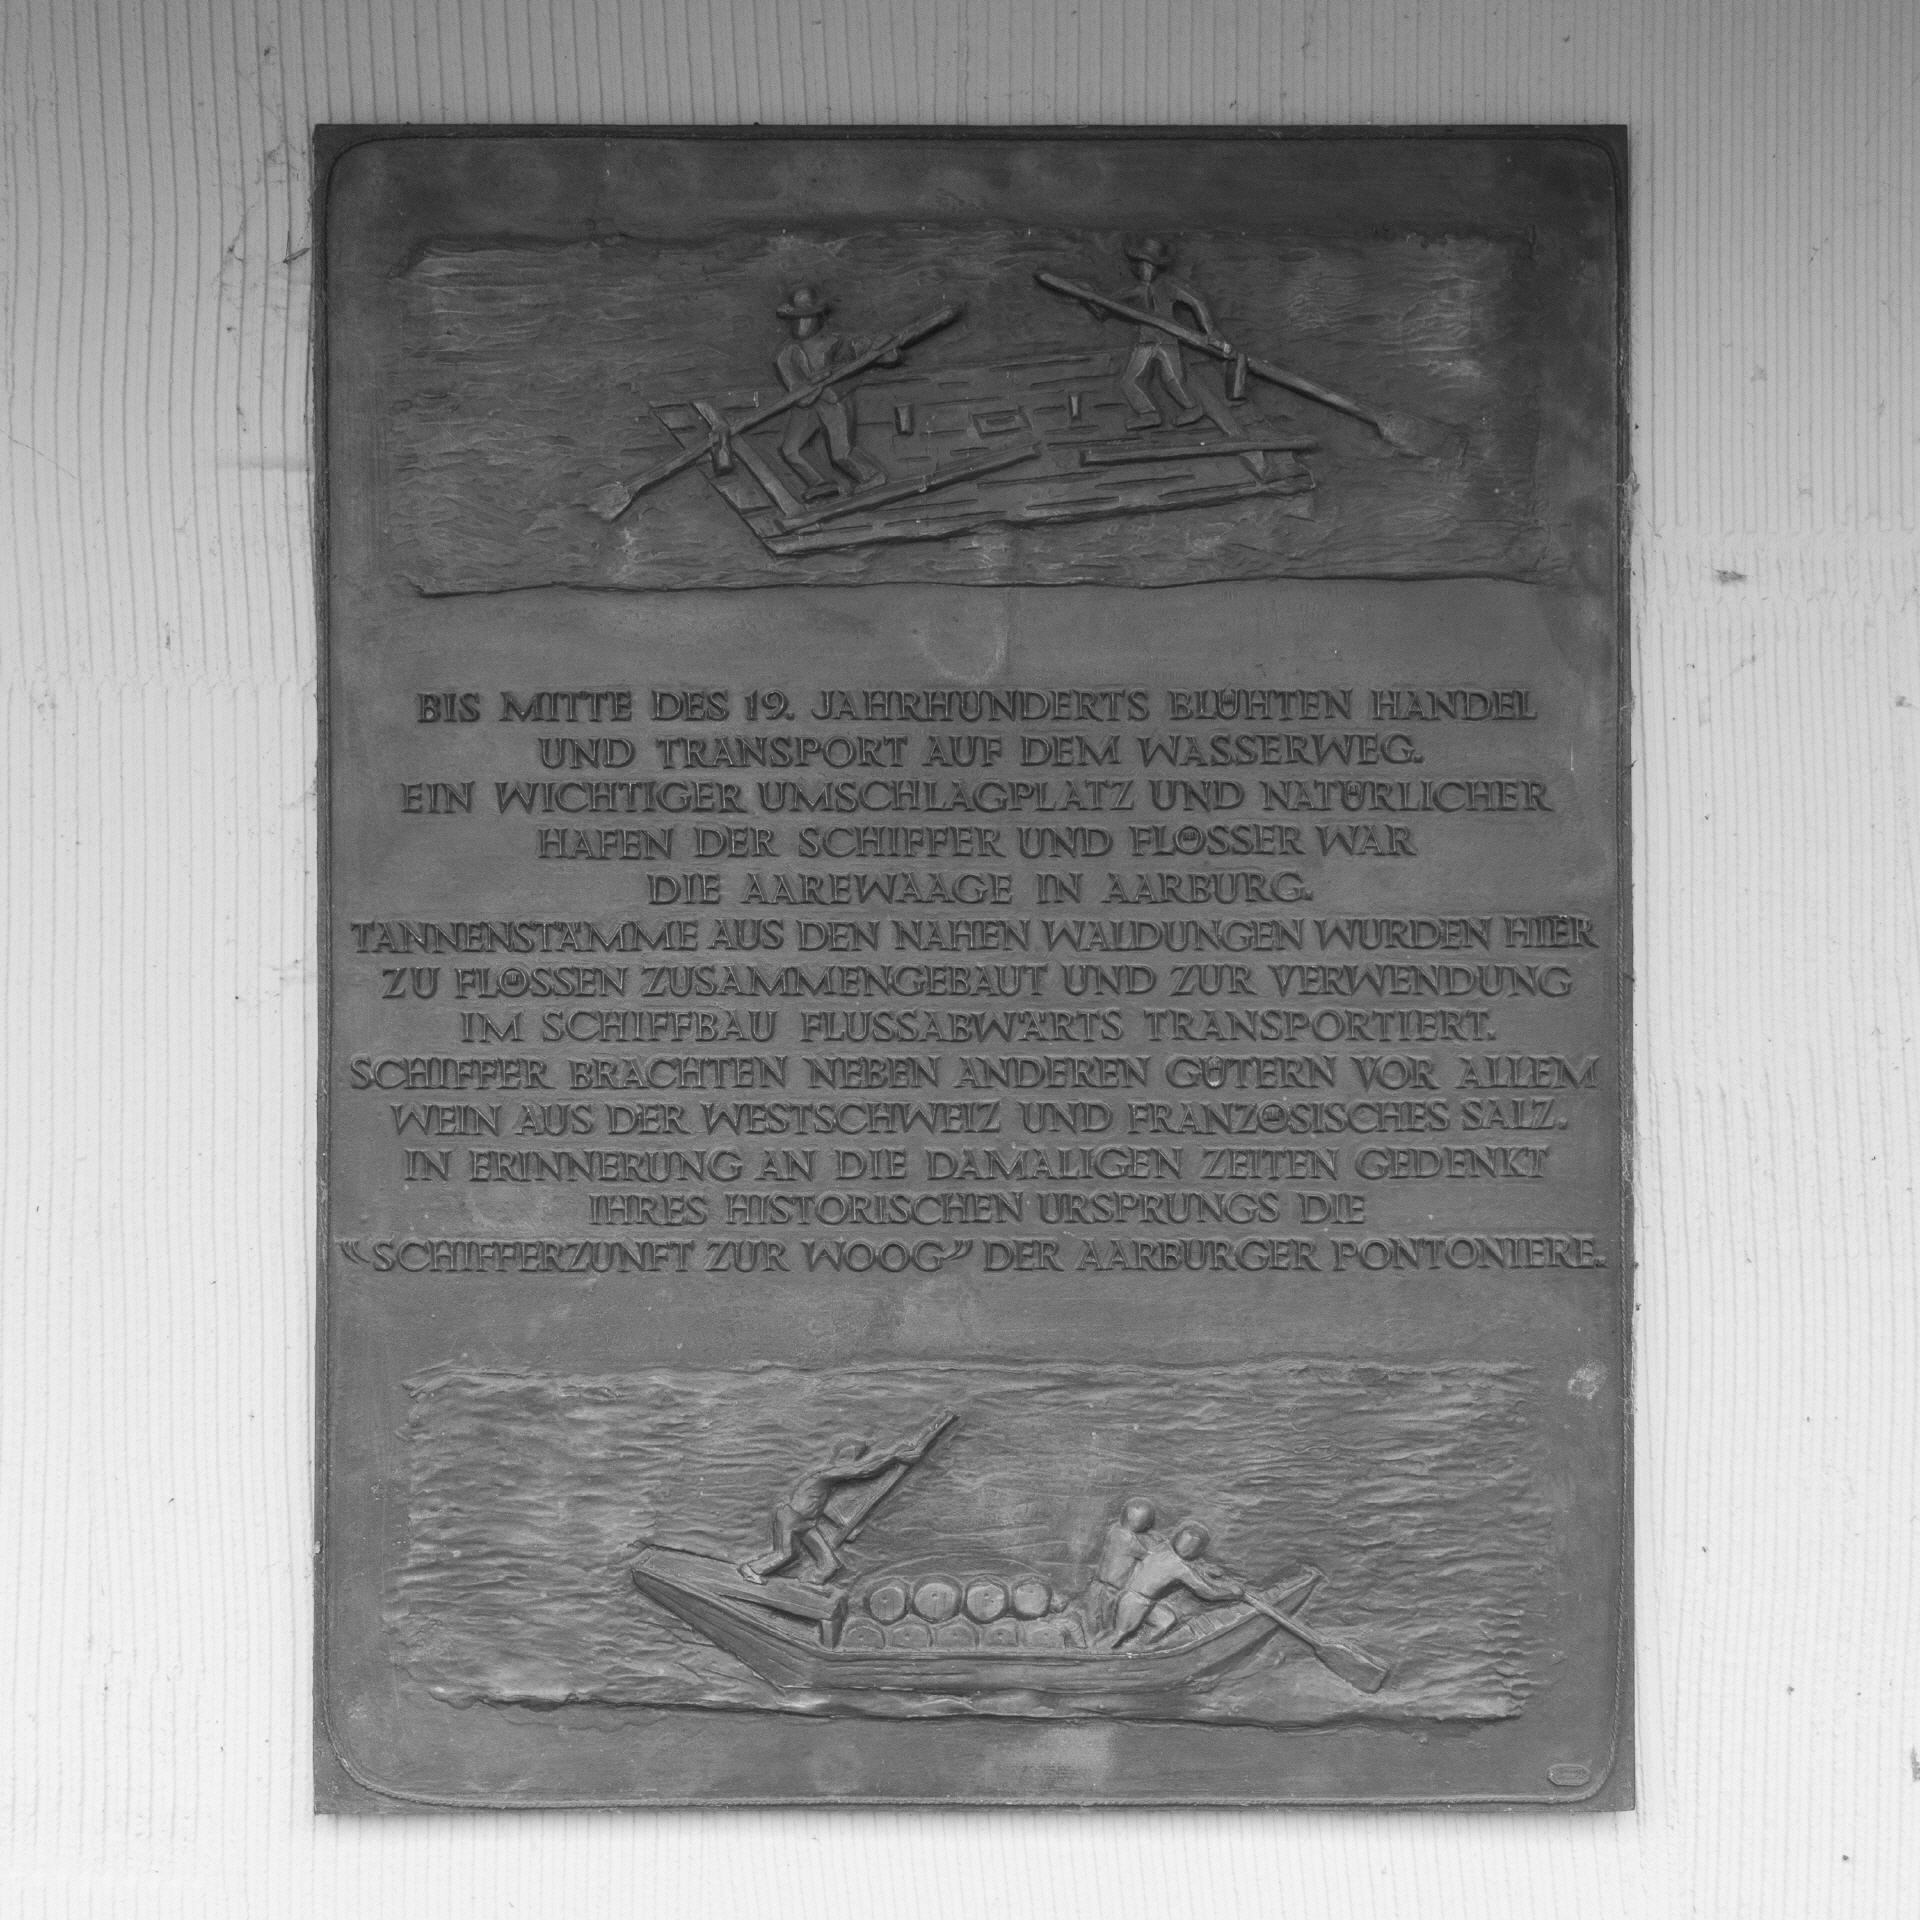 BIS MITTE DES 19. JAHRHUNDERTS BLÜHTEN HANDEL
UND TRANSPORT AUF DEM WASSERWEG.
EIN WICHTIGER UMSCHLAGPLATZ UND NATÜRLICHER
HAFEN DER SCHIFFER UND FLÖSSER WAR
DIE AAREWAAGE IN AARBURG.
TANNENSTÄMME AUS DEN NAHEN WALDUNGEN WURDEN HIER
ZU FLÖSSEN ZUSAMMENGEBAUT UND ZUR VERWENDUNG
IM SCHIFFBAU FLUSSABWÄRTS TRANSPORTIERT.
SCHIFFER BRACHTEN NEBEN ANDEREN GÜTERN VOR ALLEM
WEIN AUS DER WESTSCHWEIZ UND FRANZÖSISCHES SALZ.
IN ERINNERUNG AN DIE DAMALIGEN ZEITEN GEDENKT
IHRES HISTORISCHEN URSPRUNGS DIE
"SCHIFFERZUNFT ZUR WOOG" DER AARBURGER PONTONIERE.